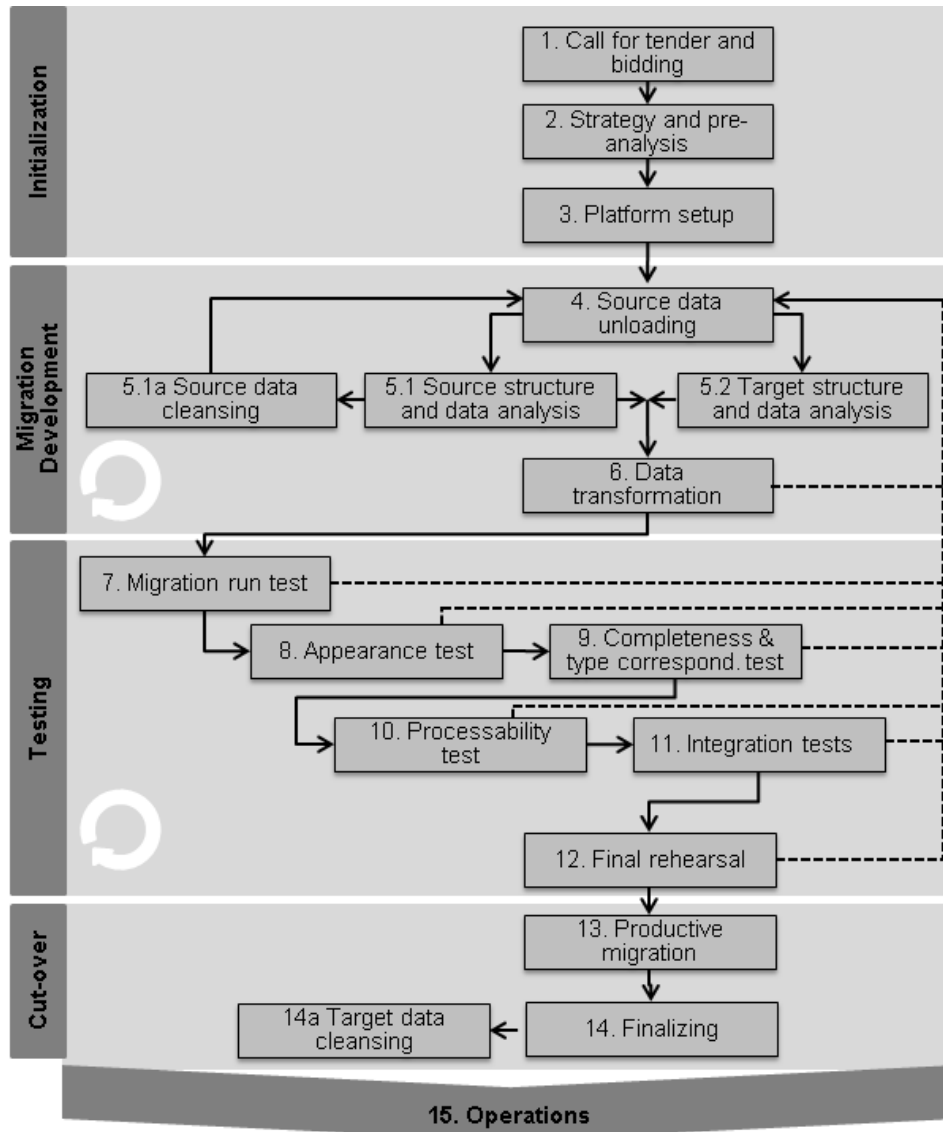 Initialization
1. Call for tender and
bidding
2. Strategy and pre-
analysis
3. Platform setup
Migration
Development
4. Source data
unloading
5.1a Source data
cleansing
5.1 Source structure
and data analysis
5.2 Target structure
and data analysis
6. Data
transformation
Testing
7. Migration run test
8. Appearance test
9. Completeness &
type correspond. test
10. Processability
test
11. Integration tests
12. Final rehearsal
Cut-over
13. Productive
migration
14. Finalizing
14a Target data
cleansing
15. Operations